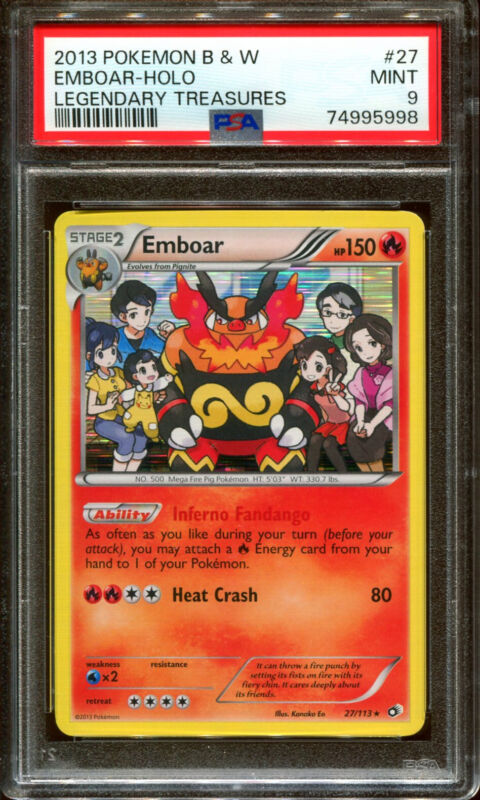 2013 POKEMON B & W #27
EMBOAR-HOLO MINT
LEGENDARY TREASURES 9
PSA 74995998
STAGE2 Emboar HP150
Evolves from Pignite
NO. 500 Mega Fire Pig Pokémon HT: 5'03" WT: 330.7 lbs.
Ability Inferno Fandango
As often as you like during your turn (before your
attack), you may attach a Energy card from your
hand to 1 of your Pokémon.
Heat Crash 80
weakness resistance
×2
retreat
It can throw a fire punch by
setting its fists on fire with its
fiery chin. It cares deeply about
its friends.
©2013 Pokémon Illus. Kanako Eo 27/113 ★
PSA